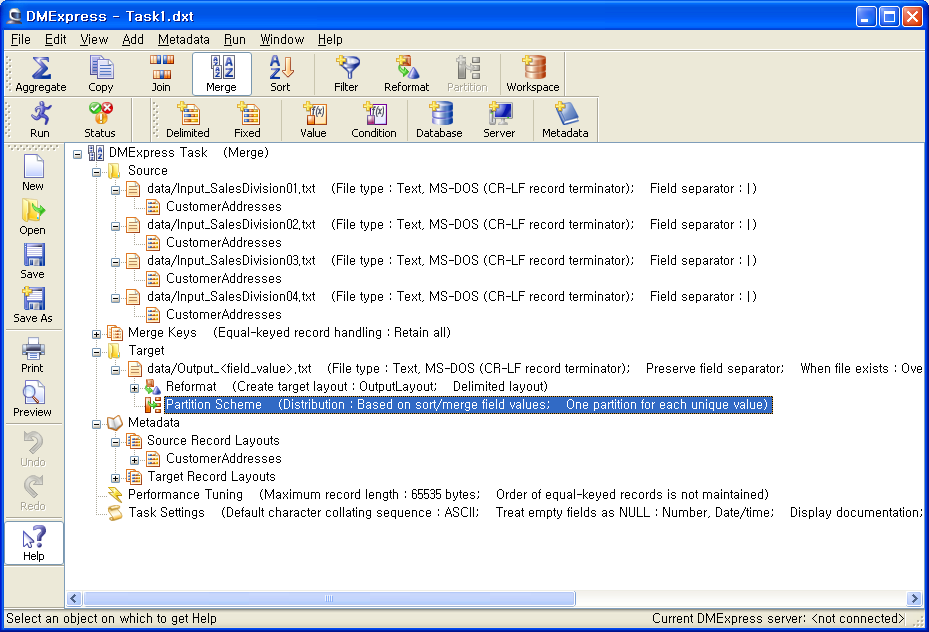 DMExpress - Task1.dxt
File Edit View Add Metadata Run Window Help
Aggregate Copy Join Merge Sort Filter Reformat Partition Workspace
Run Status Delimited Fixed Value Condition Database Server Metadata
New
Open
Save
Save As
Print
Preview
Undo
Redo
Help
DMExpress Task (Merge)
Source
data/Input_SalesDivision01.txt (File type : Text, MS-DOS (CR-LF record terminator); Field separator : |)
CustomerAddresses
data/Input_SalesDivision02.txt (File type : Text, MS-DOS (CR-LF record terminator); Field separator : |)
CustomerAddresses
data/Input_SalesDivision03.txt (File type : Text, MS-DOS (CR-LF record terminator); Field separator : |)
CustomerAddresses
data/Input_SalesDivision04.txt (File type : Text, MS-DOS (CR-LF record terminator); Field separator : |)
CustomerAddresses
Merge Keys (Equal-keyed record handling : Retain all)
Target
data/Output_<field_value>.txt (File type : Text, MS-DOS (CR-LF record terminator); Preserve field separator; When file exists : Ove
Reformat (Create target layout : OutputLayout; Delimited layout)
Partition Scheme (Distribution : Based on sort/merge field values; One partition for each unique value)
Metadata
Source Record Layouts
CustomerAddresses
Target Record Layouts
Performance Tuning (Maximum record length : 65535 bytes; Order of equal-keyed records is not maintained)
Task Settings (Default character collating sequence : ASCII; Treat empty fields as NULL : Number, Date/time; Display documentation;
Select an object on which to get Help
Current DMExpress server: <not connected>